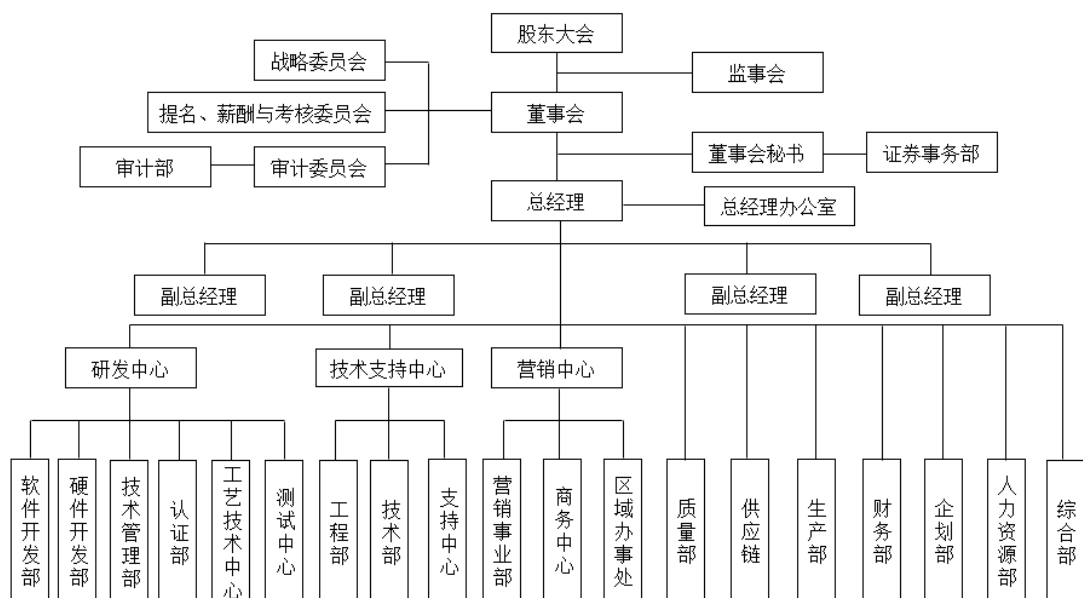 股东大会
战略委员会
监事会
提名、薪酬与考核委员会
董事会
审计部
审计委员会
董事会秘书
证券事务部
总经理
总经理办公室
副总经理
副总经理
副总经理
副总经理
研发中心
技术支持中心
营销中心
软件开发部
硬件开发部
技术管理部
认证部
工艺技术中心
测试中心
工程部
技术部
支持中心
营销事业部
商务中心
区域办事处
质量部
供应链
生产部
财务部
企划部
人力资源部
综合部